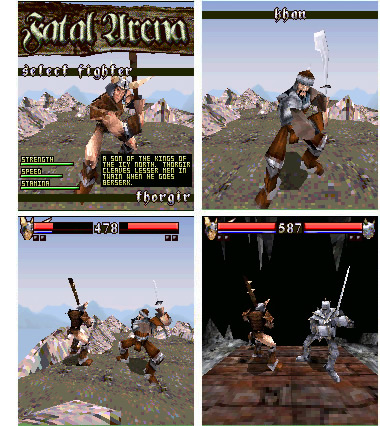 Fatal Arena
select fighter
STRENGTH
SPEED
STAMINA
A SON OF THE KINGS
OF THE ICY NORTH, THORGIR
CLEAVES LESSER MEN IN
TWAIN WHEN HE GOES
BERSERK.
thorgir
khan
478
587